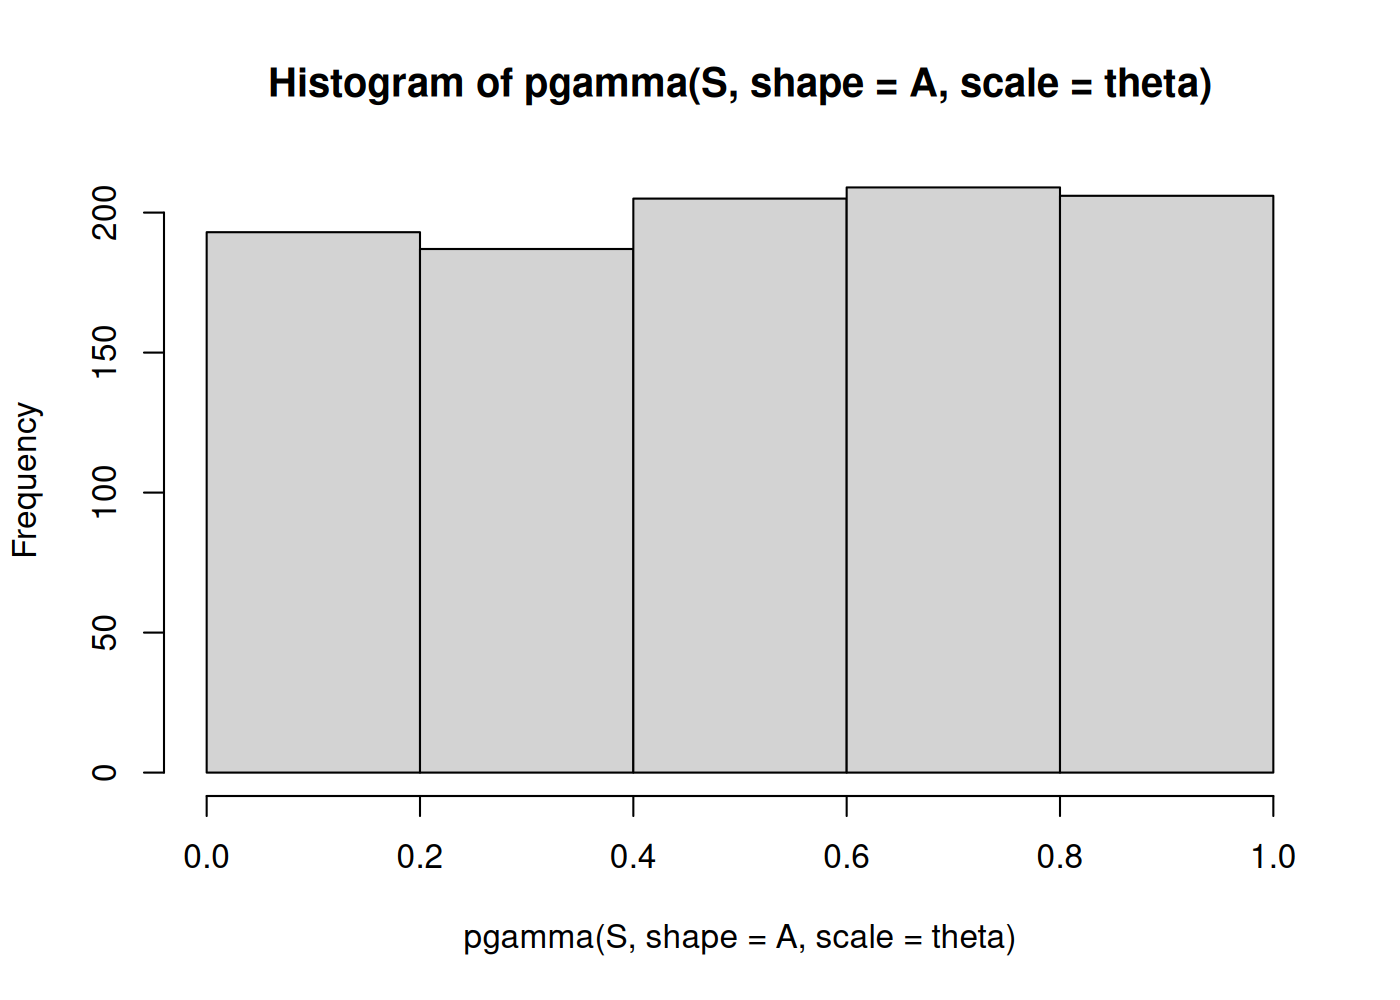 Histogram of pgamma(S, shape = A, scale = theta)
Frequency
200
150
100
50
0
0.0 0.2 0.4 0.6 0.8 1.0
pgamma(S, shape = A, scale = theta)